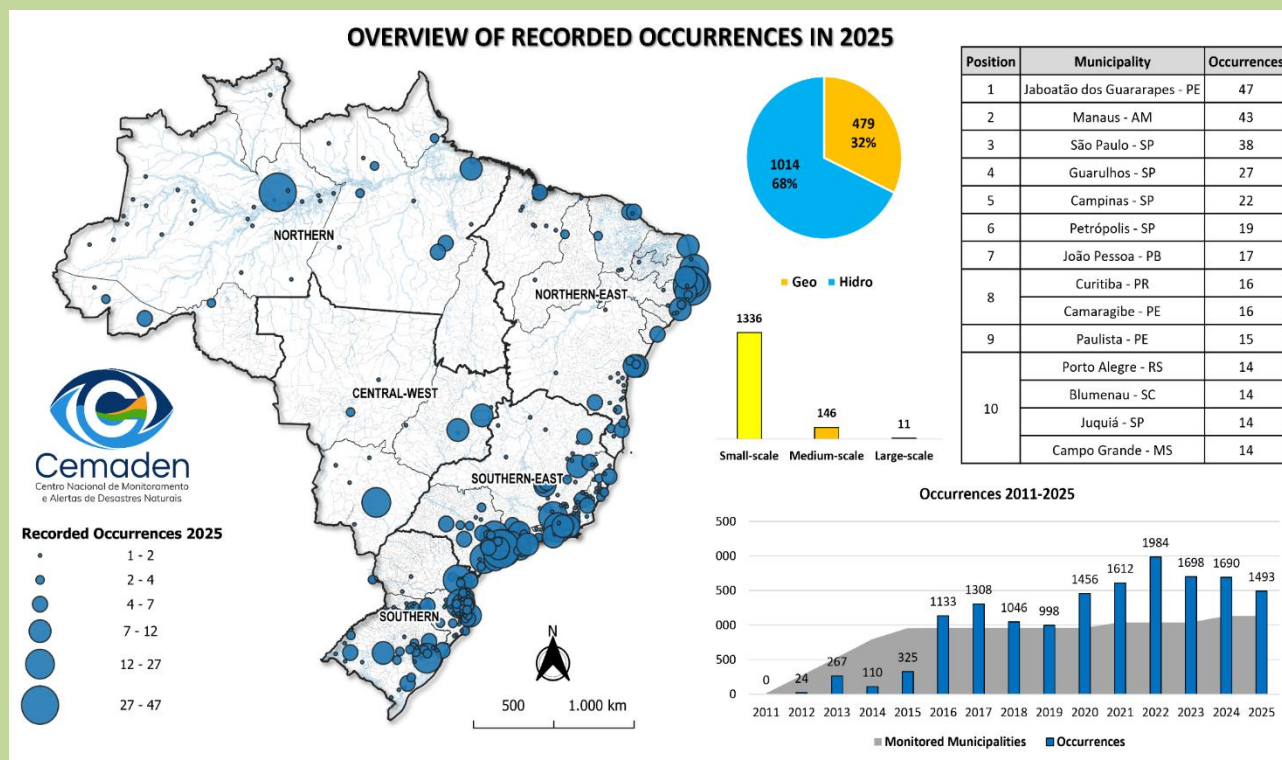 OVERVIEW OF RECORDED OCCURRENCES IN 2025
NORTHERN
NORTHERN-EAST
CENTRAL-WEST
SOUTHERN-EAST
SOUTHERN
Cemaden
Centro Nacional de Monitoramento
e Alertas de Desastres Naturais
Recorded Occurrences 2025
1 - 2
2 - 4
4 - 7
7 - 12
12 - 27
27 - 47
N
500 1.000 km
479
32%
1014
68%
Geo Hidro
1336
146
11
Small-scale Medium-scale Large-scale
Position Municipality Occurrences
1 Jaboatão dos Guararapes - PE 47
2 Manaus - AM 43
3 São Paulo - SP 38
4 Guarulhos - SP 27
5 Campinas - SP 22
6 Petrópolis - SP 19
7 João Pessoa - PB 17
8 Curitiba - PR 16
Camaragibe - PE 16
9 Paulista - PE 15
10 Porto Alegre - RS 14
Blumenau - SC 14
Juquiá - SP 14
Campo Grande - MS 14
Occurrences 2011-2025
500
000
500
000
500
0
0 24 267 110 325 1133 1308 1046 998 1456 1612 1984 1698 1690 1493
2011 2012 2013 2014 2015 2016 2017 2018 2019 2020 2021 2022 2023 2024 2025
Monitored Municipalities Occurrences